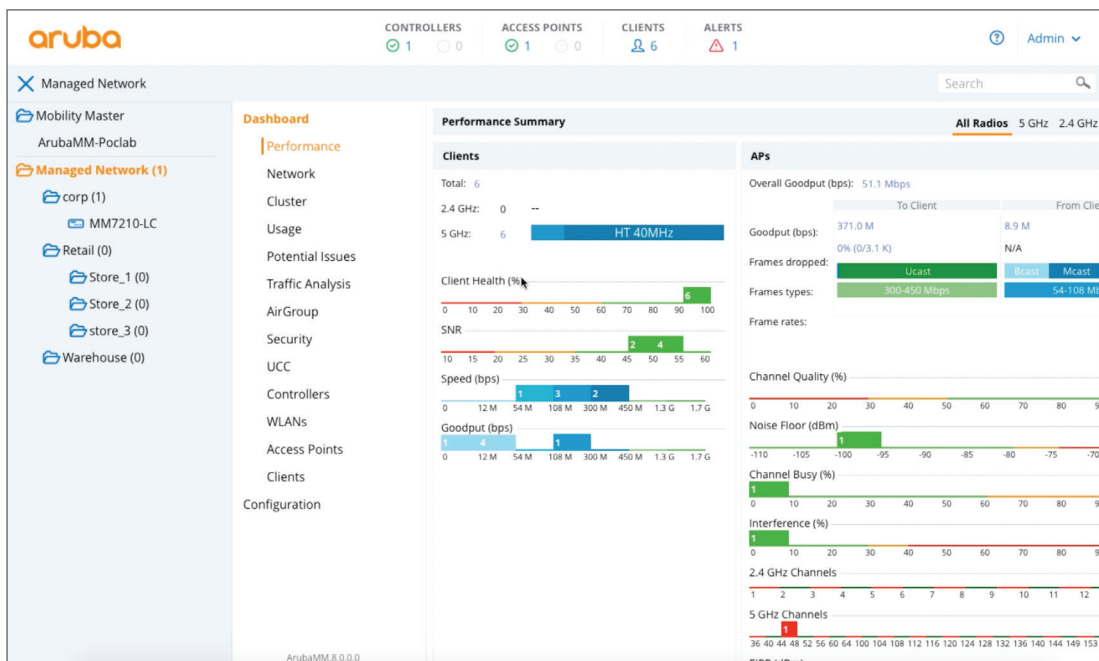 aruba
CONTROLLERS ACCESS POINTS CLIENTS ALERTS
1 0 1 0 6 1
? Admin
Managed Network
Search
Mobility Master
ArubaMM-Poclab
Managed Network (1)
corp (1)
MM7210-LC
Retail (0)
Store_1 (0)
Store_2 (0)
store_3 (0)
Warehouse (0)
Dashboard
Performance
Network
Cluster
Usage
Potential Issues
Traffic Analysis
AirGroup
Security
UCC
Controllers
WLANs
Access Points
Clients
Configuration
ArubaMM.8.0.0.0
Performance Summary
All Radios 5 GHz 2.4 GHz
Clients
Total: 6
2.4 GHz: 0 --
5 GHz: 6 HT 40MHz
Client Health (%)
6
0 10 20 30 40 50 60 70 80 90 100
SNR
2 4
10 15 20 25 30 35 40 45 50 55 60
Speed (bps)
1 3 2
0 12 M 54 M 108 M 300 M 450 M 1.3 G 1.7 G
Goodput (bps)
1 4 1
0 12 M 54 M 108 M 300 M 450 M 1.3 G 1.7 G
APs
Overall Goodput (bps): 51.1 Mbps
To Client From Clie
Goodput (bps): 371.0 M 8.9 M
0% (0/3.1 K) N/A
Frames dropped:
Ucast Bcast Mcast
Frames types: 300-450 Mbps 54-108 Mb
Frame rates:
Channel Quality (%)
0 10 20 30 40 50 60 70 80 9
Noise Floor (dBm)
1
-110 -105 -100 -95 -90 -85 -80 -75 -70
Channel Busy (%)
1
0 10 20 30 40 50 60 70 80 9
Interference (%)
1
0 10 20 30 40 50 60 70 80 9
2.4 GHz Channels
1 2 3 4 5 6 7 8 9 10 11 12
5 GHz Channels
1
36 40 44 48 52 56 60 64 100 104 108 112 116 120 124 128 132 136 140 144 149 153